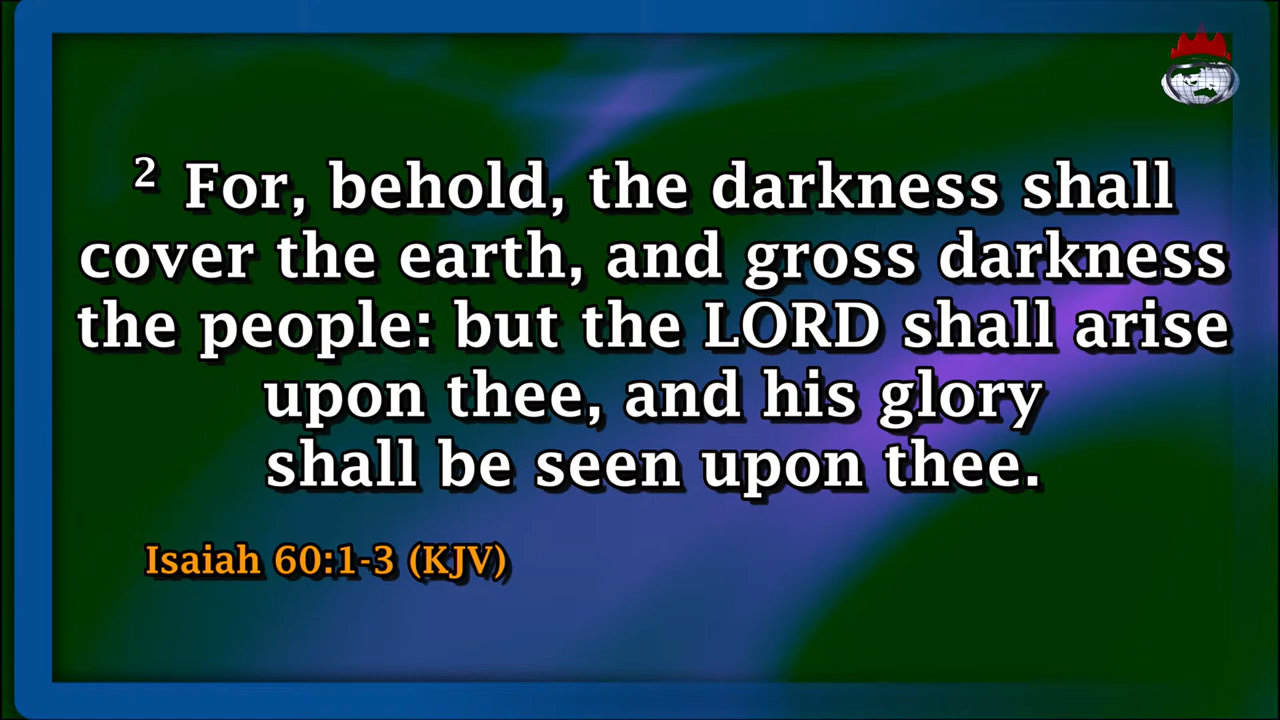 2 For, behold, the darkness shall
cover the earth, and gross darkness
the people: but the LORD shall arise
upon thee, and his glory
shall be seen upon thee.
Isaiah 60:1-3 (KJV)